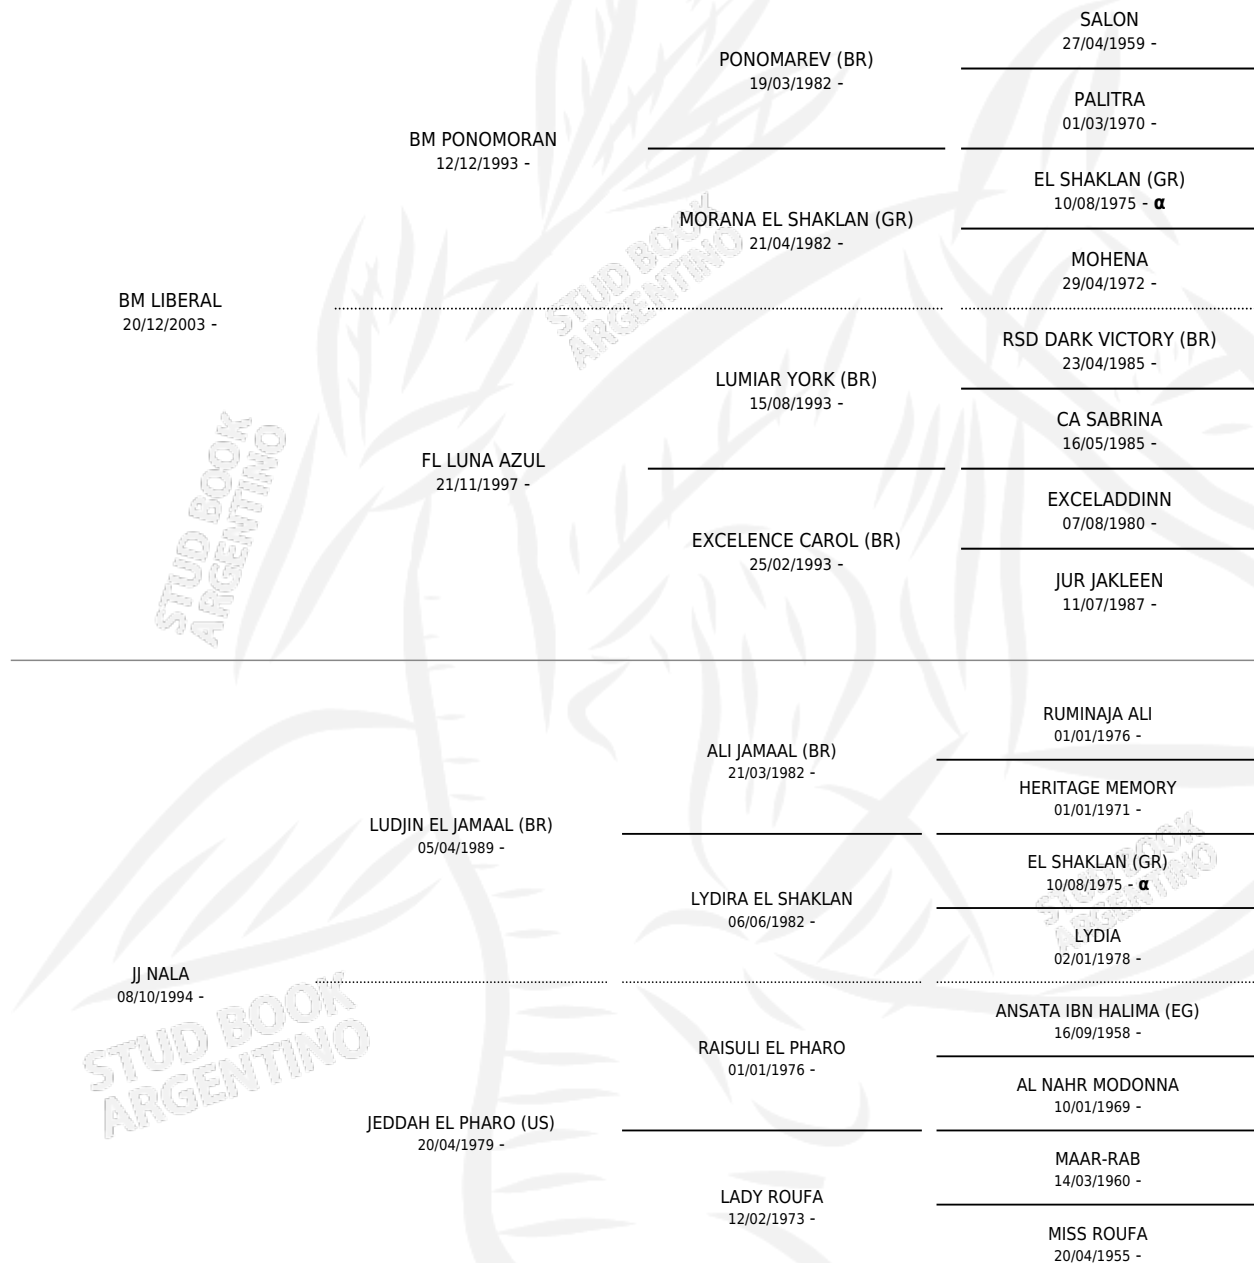 SALON
27/04/1959 -
PONOMAREV (BR)
19/03/1982 -
PALITRA
01/03/1970 -
BM PONOMORAN
12/12/1993 -
EL SHAKLAN (GR)
10/08/1975 - α
MORANA EL SHAKLAN (GR)
21/04/1982 -
MOHENA
29/04/1972 -
BM LIBERAL
20/12/2003 -
RSD DARK VICTORY (BR)
23/04/1985 -
LUMIAR YORK (BR)
15/08/1993 -
CA SABRINA
16/05/1985 -
FL LUNA AZUL
21/11/1997 -
EXCELADDINN
07/08/1980 -
EXCELENCE CAROL (BR)
25/02/1993 -
JUR JAKLEEN
11/07/1987 -
STUD BOOK
ARGENTINO
STUD BOOK
ARGENTINO
RUMINAJA ALI
01/01/1976 -
ALI JAMAAL (BR)
21/03/1982 -
HERITAGE MEMORY
01/01/1971 -
LUDJIN EL JAMAAL (BR)
05/04/1989 -
EL SHAKLAN (GR)
10/08/1975 - α
LYDIRA EL SHAKLAN
06/06/1982 -
LYDIA
02/01/1978 -
STUD BOOK
ARGENTINO
JJ NALA
08/10/1994 -
ANSATA IBN HALIMA (EG)
16/09/1958 -
RAISULI EL PHARO
01/01/1976 -
AL NAHR MODONNA
10/01/1969 -
JEDDAH EL PHARO (US)
20/04/1979 -
MAAR-RAB
14/03/1960 -
LADY ROUFA
12/02/1973 -
MISS ROUFA
20/04/1955 -
STUD BOOK
ARGENTINO